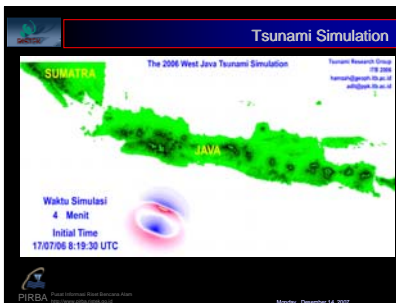 Tsunami Simulation
The 2006 West Java Tsunami Simulation
Tsunami Research Group
ITB 2006
SUMATRA
JAVA
Waktu Simulasi
4 Menit
Initial Time
17/07/06 8:19:30 UTC
PIRBA
Pusat Informasi Riset Bencana Alam
Monday, Desember 14, 2007